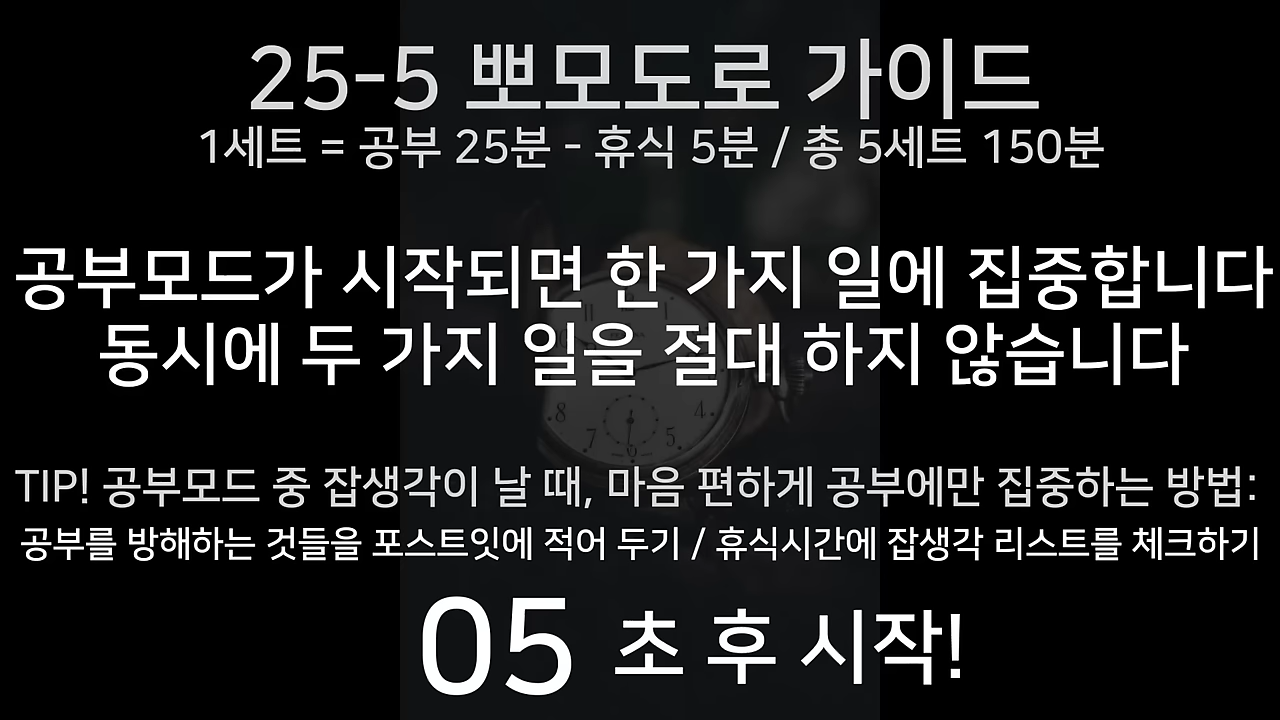 25-5 뽀모도로 가이드
1세트 = 공부 25분 - 휴식 5분 / 총 5세트 150분
공부모드가 시작되면 한 가지 일에 집중합니다
동시에 두 가지 일을 절대 하지 않습니다
8 7 5 4
TIP! 공부모드 중 잡생각이 날 때, 마음 편하게 공부에만 집중하는 방법:
공부를 방해하는 것들을 포스트잇에 적어 두기 / 휴식시간에 잡생각 리스트를 체크하기
05 초 후 시작!